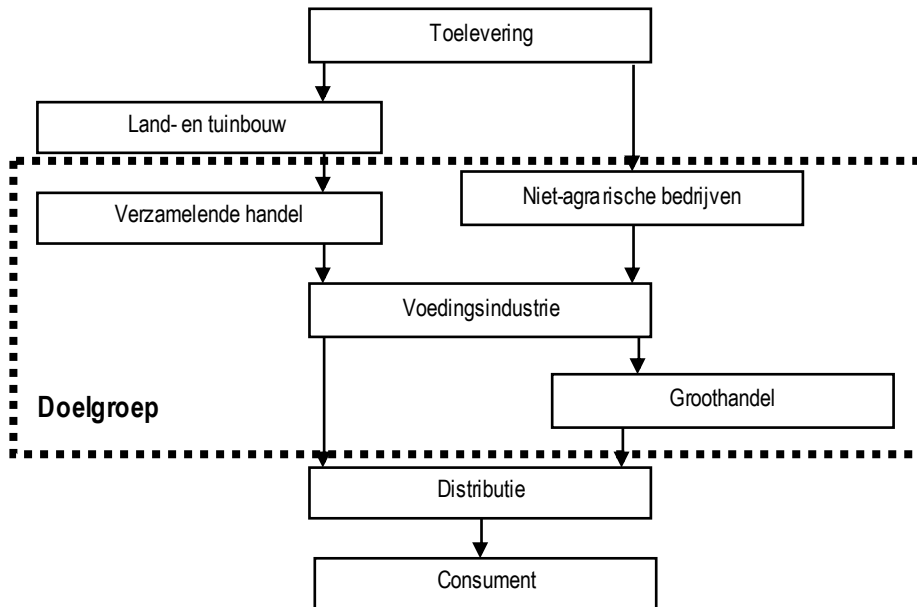 Toelevering
Land- en tuinbouw
Niet-agrarische bedrijven
Verzamelende handel
Voedingsindustrie
Groothandel
Doelgroep
Distributie
Consument